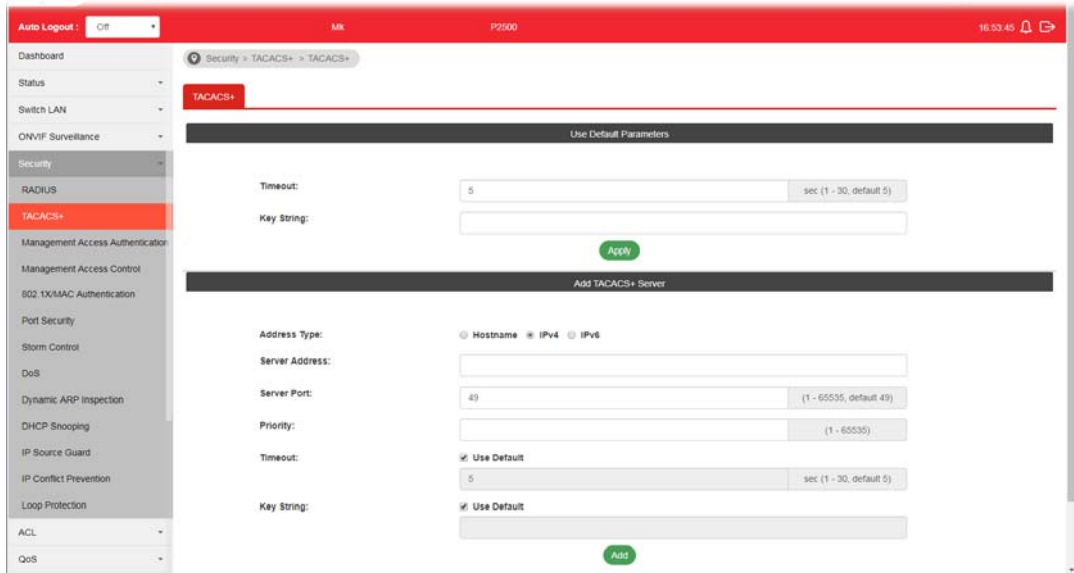 Auto Logout : Off Mk P2500 16:53:45
Dashboard
Status
Switch LAN
ONVIF Surveillance
Security
RADIUS
TACACS+
Management Access Authentication
Management Access Control
802.1X/MAC Authentication
Port Security
Storm Control
DoS
Dynamic ARP Inspection
DHCP Snooping
IP Source Guard
IP Conflict Prevention
Loop Protection
ACL
QoS
Security > TACACS+ > TACACS+
TACACS+
Use Default Parameters
Timeout: 5 sec (1 - 30, default 5)
Key String:
Apply
Add TACACS+ Server
Address Type: Hostname IPv4 IPv6
Server Address:
Server Port: 49 (1 - 65535, default 49)
Priority: (1 - 65535)
Timeout: Use Default
5 sec (1 - 30, default 5)
Key String: Use Default
Add